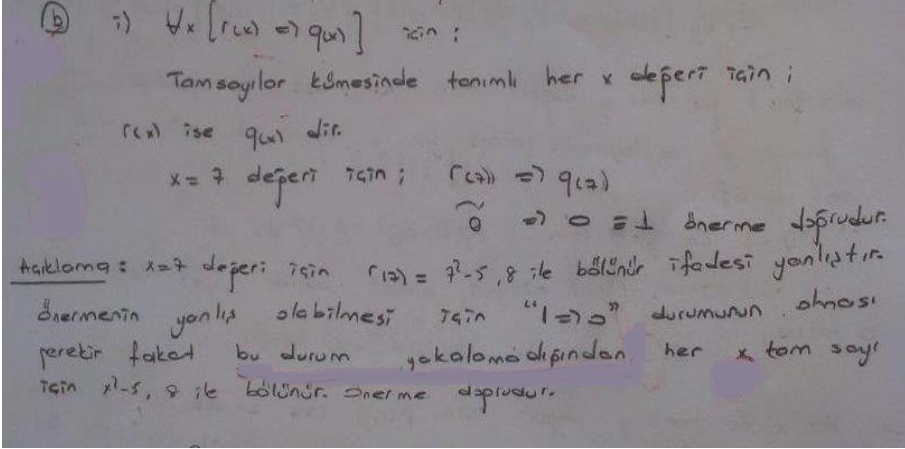 b i) ∀x [r(x) => q(x)] için ;
Tamsayılar kümesinde tanımlı her x değeri için ;
r(x) ise q(x) dir.
x = 7 değeri için ; r(7) => q(7)
0 => 0 ≡ 1 önerme doğrudur.
Açıklama : x=7 değeri için r(7) = 7²-5, 8 ile bölünür ifadesi yanlıştır.
Önermenin yanlış olabilmesi için "1=>0" durumunun olması
gerekir fakat bu durum yakalamadığından her x tam sayı
için x²-5, 8 ile bölünür. Önerme doğrudur.